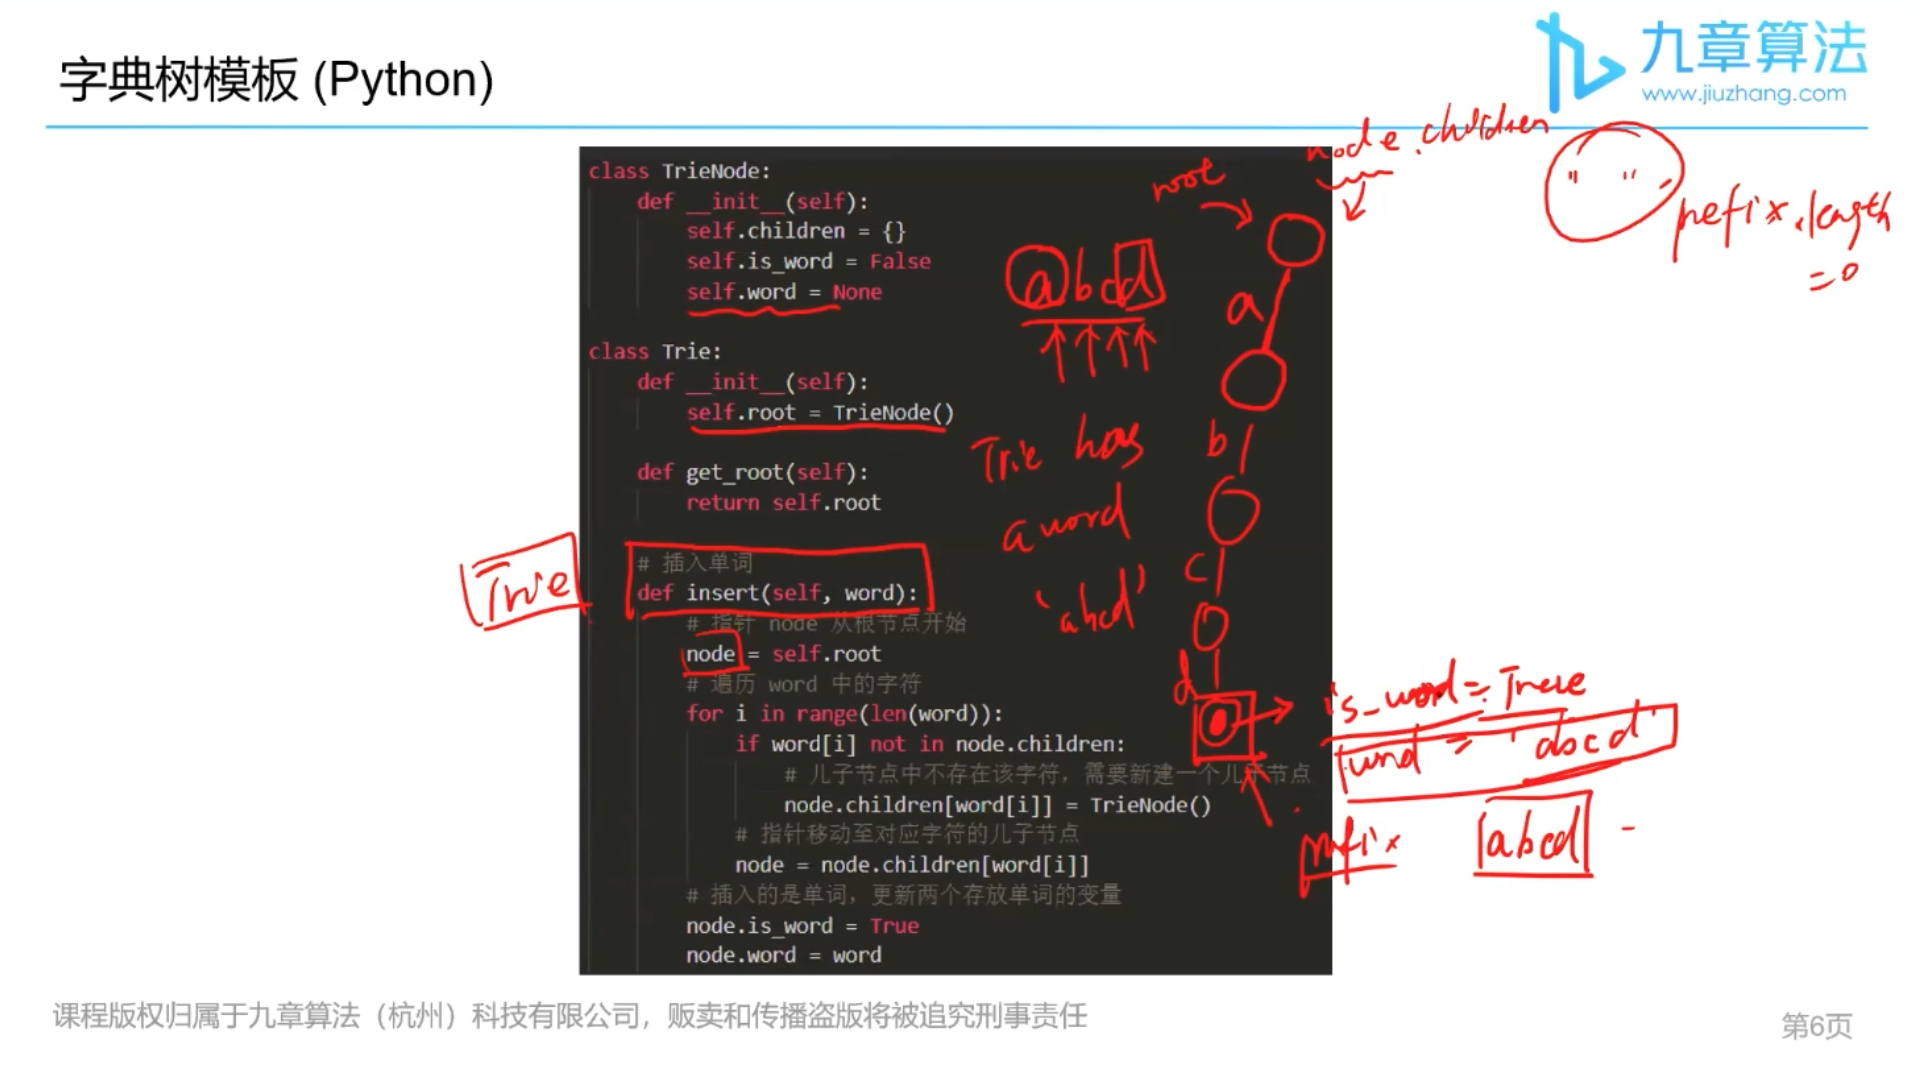 字典树模板 (Python)
九章算法
www.jiuzhang.com
node.children
root
prefix.length
=0
class TrieNode:
def __init__(self):
self.children = {}
self.is_word = False
self.word = None
abcd
a
class Trie:
def __init__(self):
self.root = TrieNode()
b
Trie has
a word
'abcd'
def get_root(self):
return self.root
c
Trie
# 插入单词
def insert(self, word):
# 指针 node 从根节点开始
node = self.root
d
# 遍历 word 中的字符
for i in range(len(word)):
is_word = True
if word[i] not in node.children:
= 'abcd'
# 儿子节点中不存在该字符，需要新建一个儿子节点
node.children[word[i]] = TrieNode()
# 指针移动至对应字符的儿子节点
prefix
abcd
node = node.children[word[i]]
# 插入的是单词，更新两个存放单词的变量
node.is_word = True
node.word = word
课程版权归属于九章算法（杭州）科技有限公司，贩卖和传播盗版将被追究刑事责任
第6页